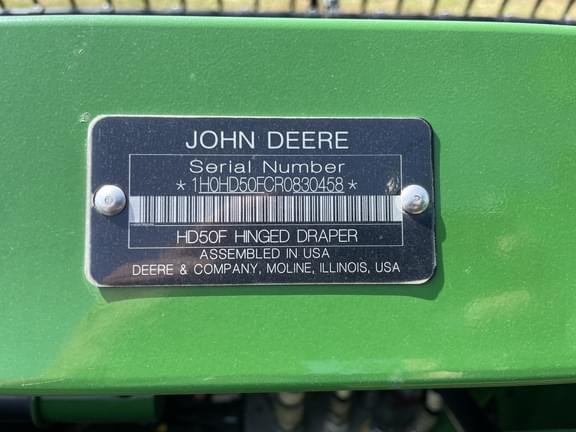 JOHN DEERE
Serial Number
*1H0HD50FCR0830458*
HD50F HINGED DRAPER
ASSEMBLED IN USA
DEERE & COMPANY, MOLINE, ILLINOIS, USA